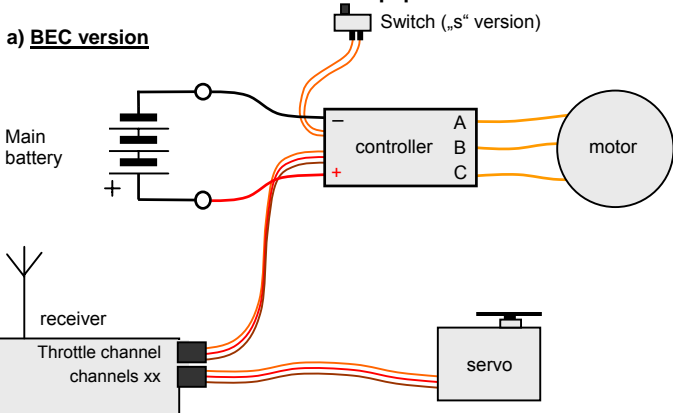 Switch („s“ version)
a) BEC version
Main
battery
+
−
+
controller
A
B
C
motor
receiver
Throttle channel
channels xx
servo